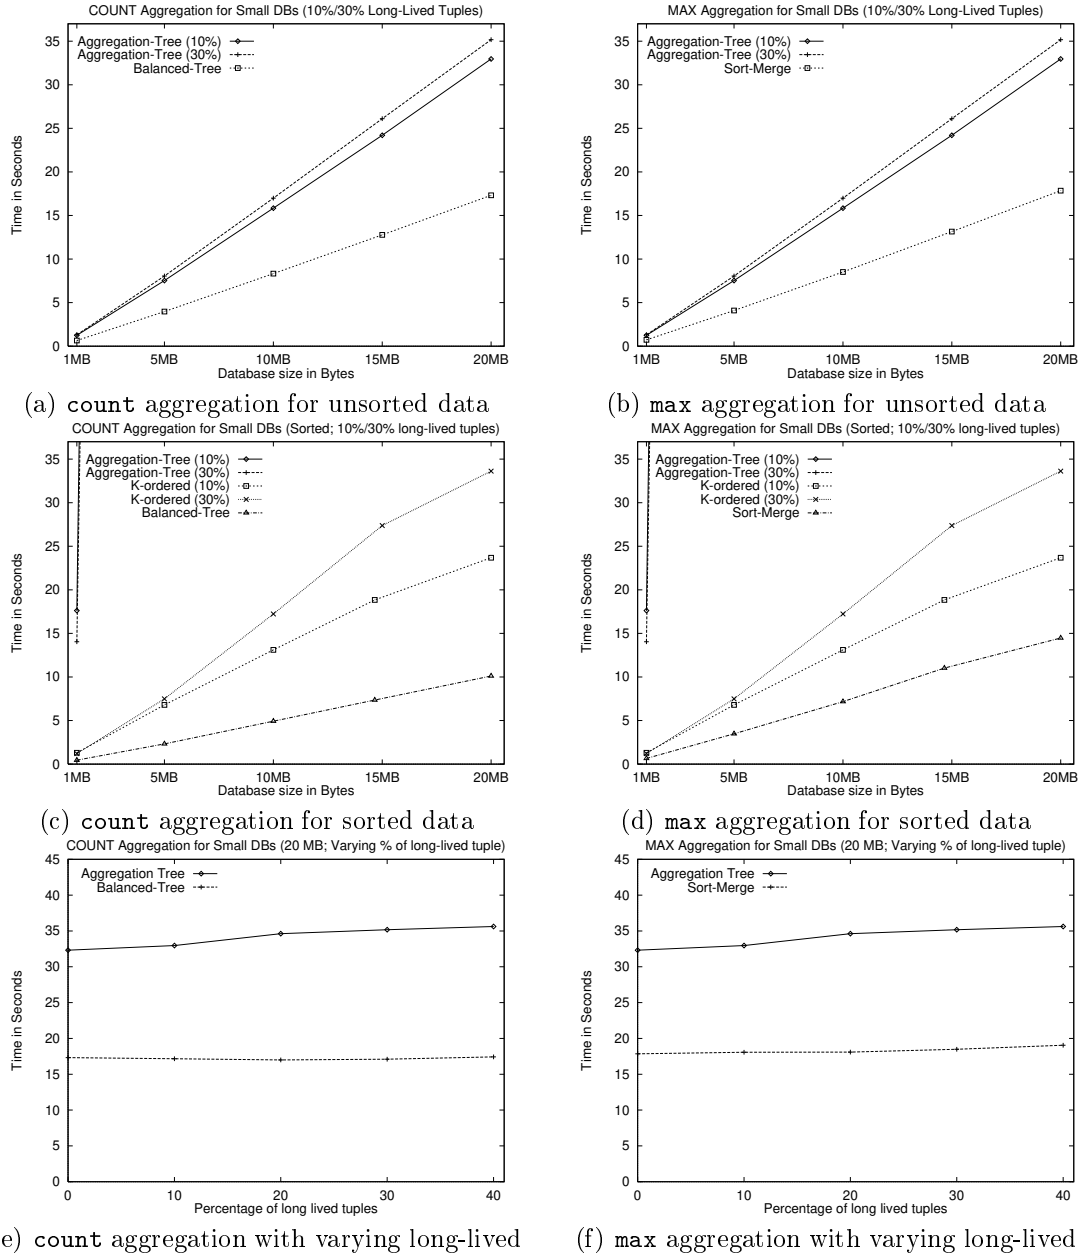 COUNT Aggregation for Small DBs (10%/30% Long-Lived Tuples)
35
30
25
20
15
10
5
0
Time in Seconds
Aggregation-Tree (10%)
Aggregation-Tree (30%)
Balanced-Tree
1MB 5MB 10MB 15MB 20MB
Database size in Bytes
(a) count aggregation for unsorted data
MAX Aggregation for Small DBs (10%/30% Long-Lived Tuples)
35
30
25
20
15
10
5
0
Time in Seconds
Aggregation-Tree (10%)
Aggregation-Tree (30%)
Sort-Merge
1MB 5MB 10MB 15MB 20MB
Database size in Bytes
(b) max aggregation for unsorted data
COUNT Aggregation for Small DBs (Sorted; 10%/30% long-lived tuples)
35
30
25
20
15
10
5
0
Time in Seconds
Aggregation-Tree (10%)
Aggregation-Tree (30%)
K-ordered (10%)
K-ordered (30%)
Balanced-Tree
1MB 5MB 10MB 15MB 20MB
Database size in Bytes
(c) count aggregation for sorted data
MAX Aggregation for Small DBs (Sorted; 10%/30% long-lived tuples)
35
30
25
20
15
10
5
0
Time in Seconds
Aggregation-Tree (10%)
Aggregation-Tree (30%)
K-ordered (10%)
K-ordered (30%)
Sort-Merge
1MB 5MB 10MB 15MB 20MB
Database size in Bytes
(d) max aggregation for sorted data
COUNT Aggregation for Small DBs (20 MB; Varying % of long-lived tuple)
45
40
35
30
25
20
15
10
5
0
Time in Seconds
Aggregation Tree
Balanced-Tree
0 10 20 30 40
Percentage of long lived tuples
e) count aggregation with varying long-lived
MAX Aggregation for Small DBs (20 MB; Varying % of long-lived tuple)
45
40
35
30
25
20
15
10
5
0
Time in Seconds
Aggregation Tree
Sort-Merge
0 10 20 30 40
Percentage of long lived tuples
(f) max aggregation with varying long-lived